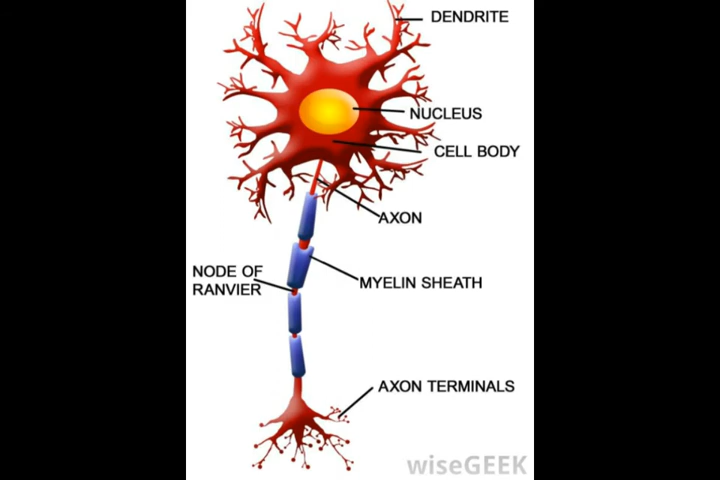 DENDRITE
NUCLEUS
CELL BODY
AXON
NODE OF
RANVIER
MYELIN SHEATH
AXON TERMINALS
wiseGEEK